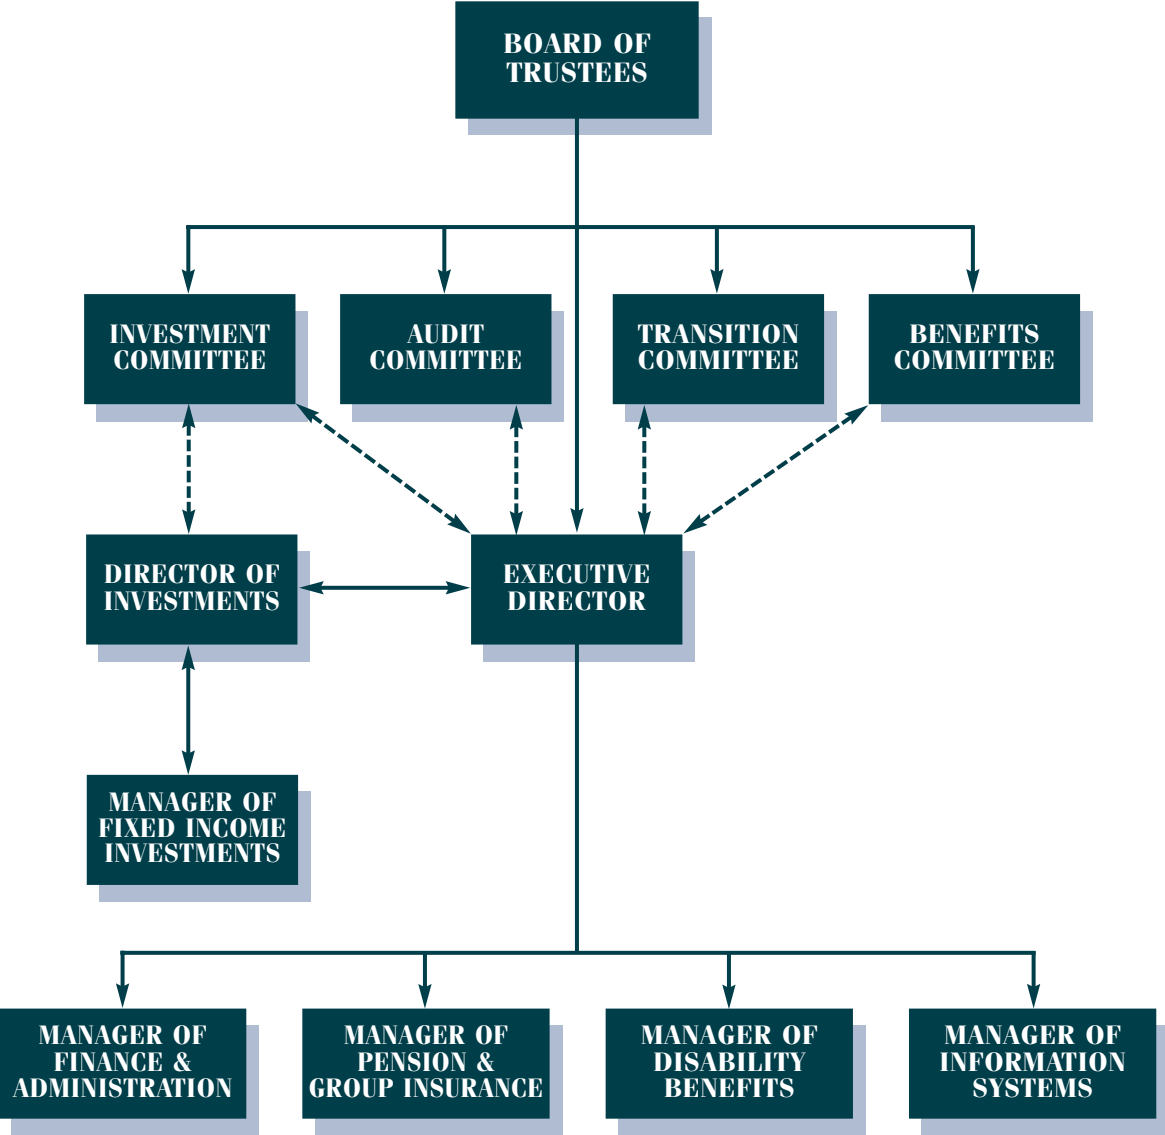 BOARD OF
TRUSTEES
INVESTMENT
COMMITTEE
AUDIT
COMMITTEE
TRANSITION
COMMITTEE
BENEFITS
COMMITTEE
DIRECTOR OF
INVESTMENTS
EXECUTIVE
DIRECTOR
MANAGER OF
FIXED INCOME
INVESTMENTS
MANAGER OF
FINANCE &
ADMINISTRATION
MANAGER OF
PENSION &
GROUP INSURANCE
MANAGER OF
DISABILITY
BENEFITS
MANAGER OF
INFORMATION
SYSTEMS